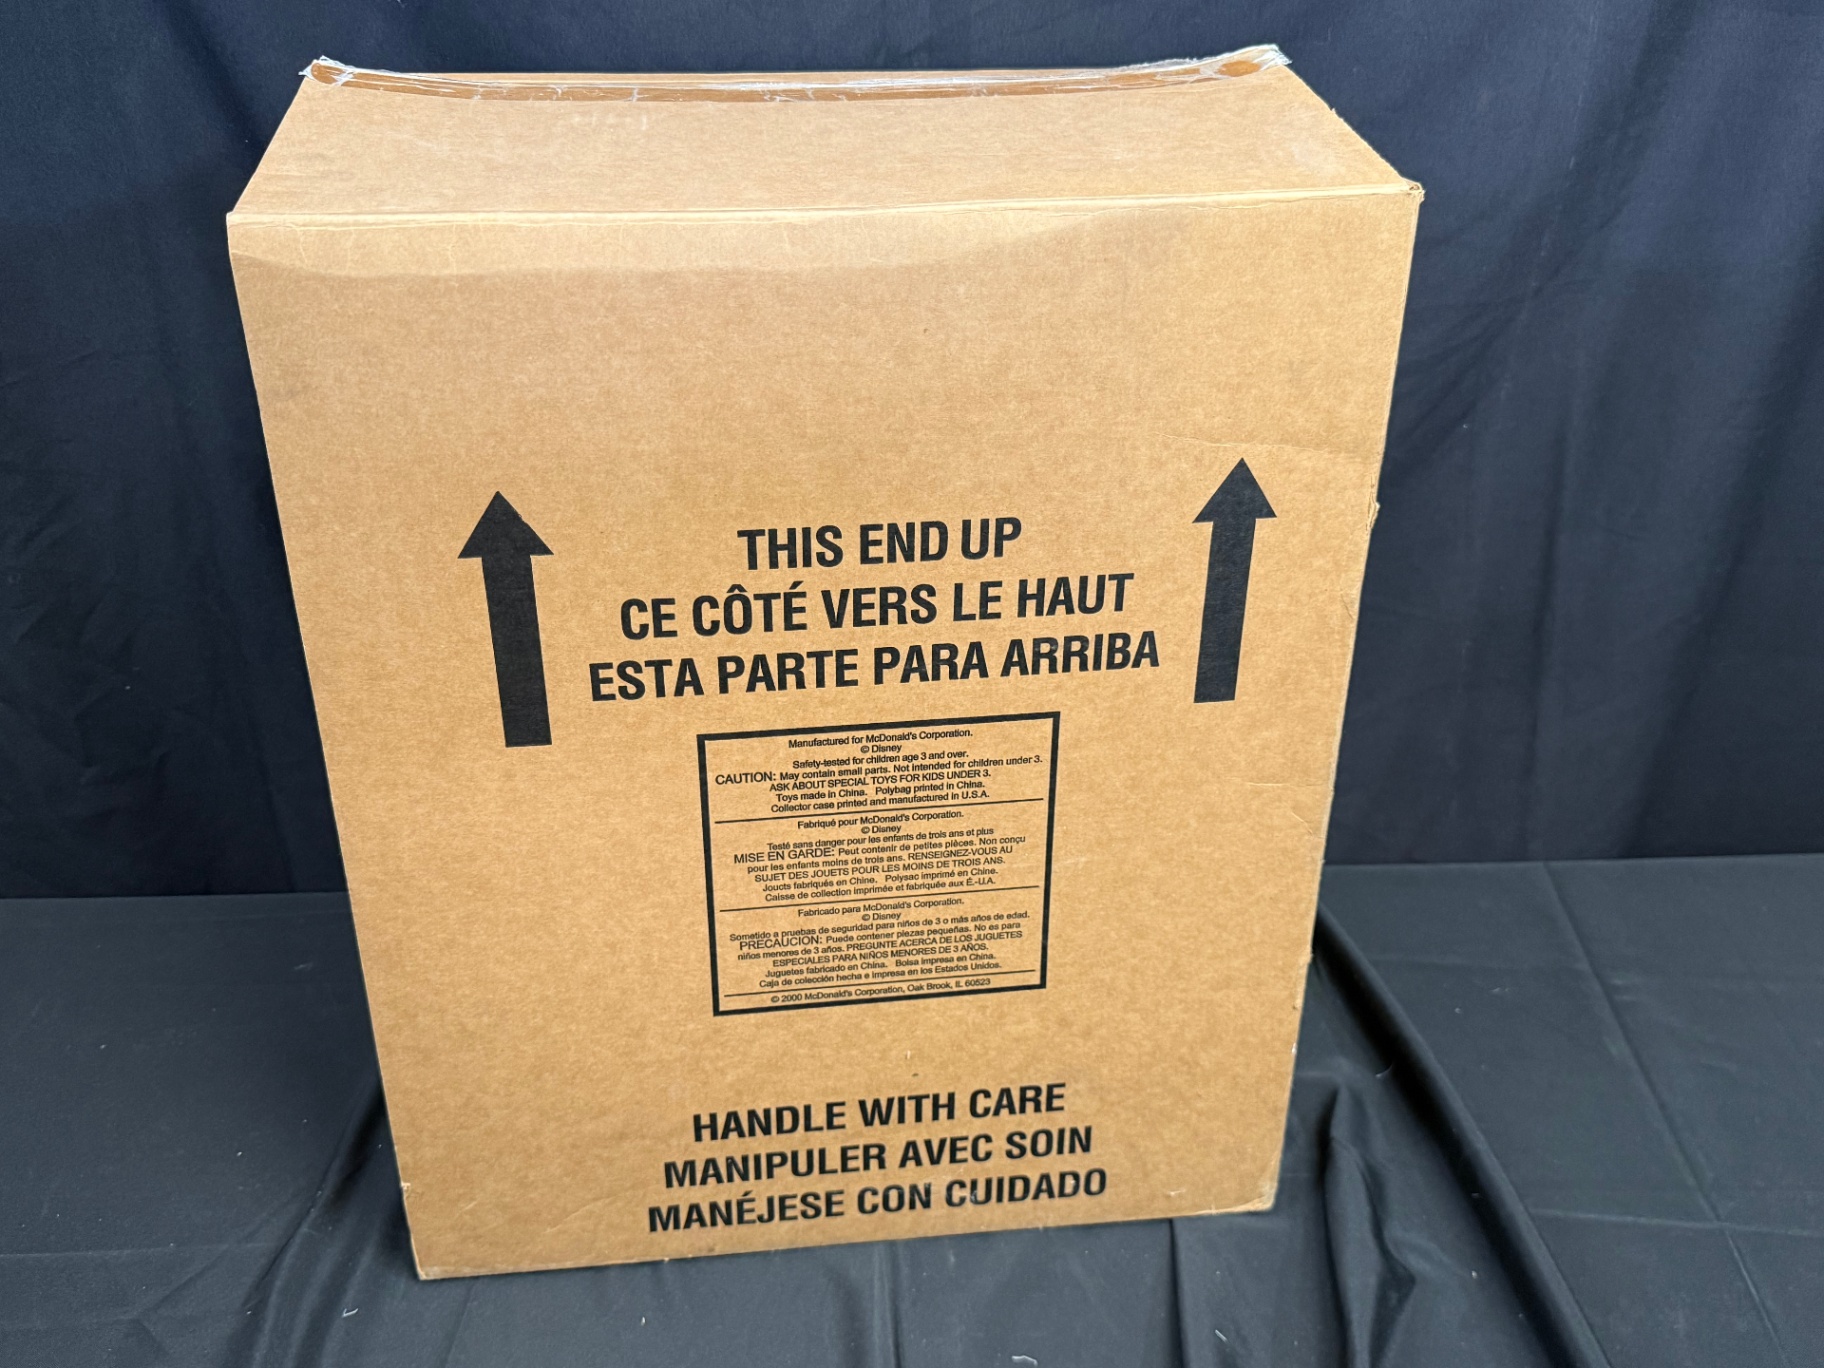 THIS END UP
CE CÔTÉ VERS LE HAUT
ESTA PARTE PARA ARRIBA
Manufactured for McDonald's Corporation.
© Disney
Safety-tested for children age 3 and over.
CAUTION: May contain small parts. Not intended for children under 3.
ASK ABOUT SPECIAL TOYS FOR KIDS UNDER 3.
Toys made in China. Polybag printed in China.
Collector case printed and manufactured in U.S.A.
Fabriqué pour McDonald's Corporation.
© Disney
Testé sans danger pour les enfants de trois ans et plus
MISE EN GARDE: Peut contenir de petites pièces. Non conçu
pour les enfants moins de trois ans. RENSEIGNEZ-VOUS AU
SUJET DES JOUETS POUR LES MOINS DE TROIS ANS.
Joucts fabriqués en Chine. Polysac imprimé en Chine.
Caisse de collection imprimée et fabriquée aux É.-U.A.
Fabricado para McDonald's Corporation.
© Disney
Sometido a pruebas de seguridad para niños de 3 o más años de edad.
PRECAUCIÓN: Puede contener piezas pequeñas. No es para
niños menores de 3 años. PREGUNTE ACERCA DE LOS JUGUETES
ESPECIALES PARA NIÑOS MENORES DE 3 AÑOS.
Juguetes fabricado en China. Bolsa impresa en China.
Caja de colección hecha e impresa en los Estados Unidos.
© 2000 McDonald's Corporation, Oak Brook, IL 60523
HANDLE WITH CARE
MANIPULER AVEC SOIN
MANÉJESE CON CUIDADO